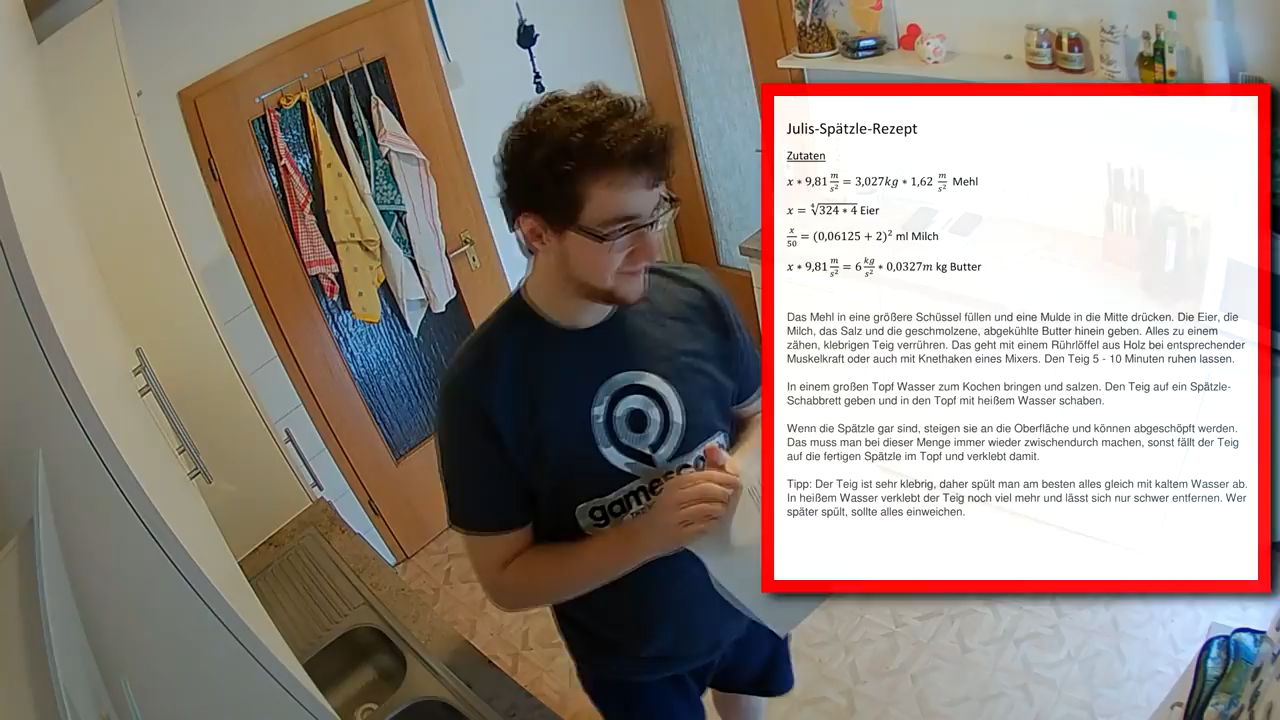 Julis-Spätzle-Rezept
Zutaten
x * 9,81 m/s² = 3,027kg * 1,62 m/s² Mehl
x = ⁴√324 * 4 Eier
x/50 = (0,06125 + 2)² ml Milch
x * 9,81 m/s² = 6 kg/s² * 0,0327m kg Butter
Das Mehl in eine größere Schüssel füllen und eine Mulde in die Mitte drücken. Die Eier, die
Milch, das Salz und die geschmolzene, abgekühlte Butter hinein geben. Alles zu einem
zähen, klebrigen Teig verrühren. Das geht mit einem Rührlöffel aus Holz bei entsprechender
Muskelkraft oder auch mit Knethaken eines Mixers. Den Teig 5 - 10 Minuten ruhen lassen.
In einem großen Topf Wasser zum Kochen bringen und salzen. Den Teig auf ein Spätzle-
Schabbrett geben und in den Topf mit heißem Wasser schaben.
Wenn die Spätzle gar sind, steigen sie an die Oberfläche und können abgeschöpft werden.
Das muss man bei dieser Menge immer wieder zwischendurch machen, sonst fällt der Teig
auf die fertigen Spätzle im Topf und verklebt damit.
Tipp: Der Teig ist sehr klebrig, daher spült man am besten alles gleich mit kaltem Wasser ab.
In heißem Wasser verklebt der Teig noch viel mehr und lässt sich nur schwer entfernen. Wer
später spült, sollte alles einweichen.
gamesco